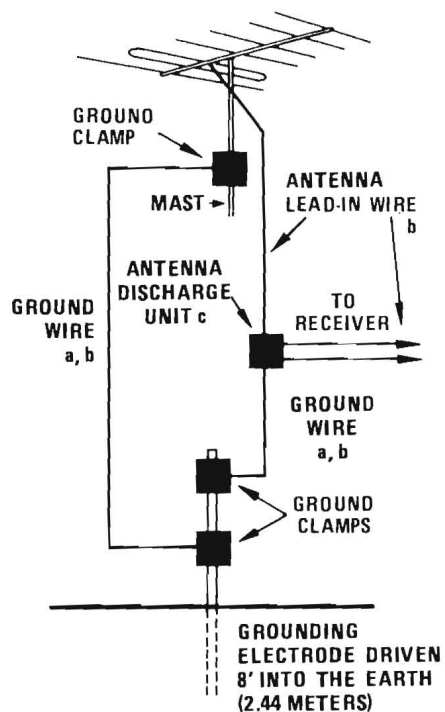 GROUND
CLAMP
MAST
ANTENNA
LEAD-IN WIRE
b
ANTENNA
DISCHARGE
UNIT c
TO
RECEIVER
GROUND
WIRE
a, b
GROUND
WIRE
a, b
GROUND
CLAMPS
GROUNDING
ELECTRODE DRIVEN
8' INTO THE EARTH
(2.44 METERS)